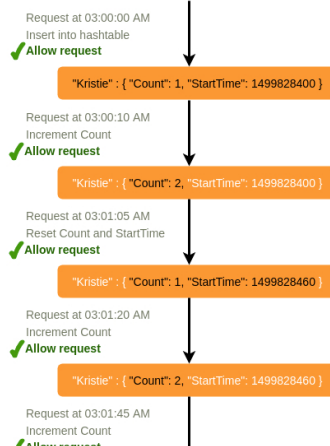 Request at 03:00:00 AM
Insert into hashtable
Allow request
"Kristie" : { "Count": 1, "StartTime": 1499828400 }
Request at 03:00:10 AM
Increment Count
Allow request
"Kristie" : { "Count": 2, "StartTime": 1499828400 }
Request at 03:01:05 AM
Reset Count and StartTime
Allow request
"Kristie" : { "Count": 1, "StartTime": 1499828460 }
Request at 03:01:20 AM
Increment Count
Allow request
"Kristie" : { "Count": 2, "StartTime": 1499828460 }
Request at 03:01:45 AM
Increment Count
Allow request